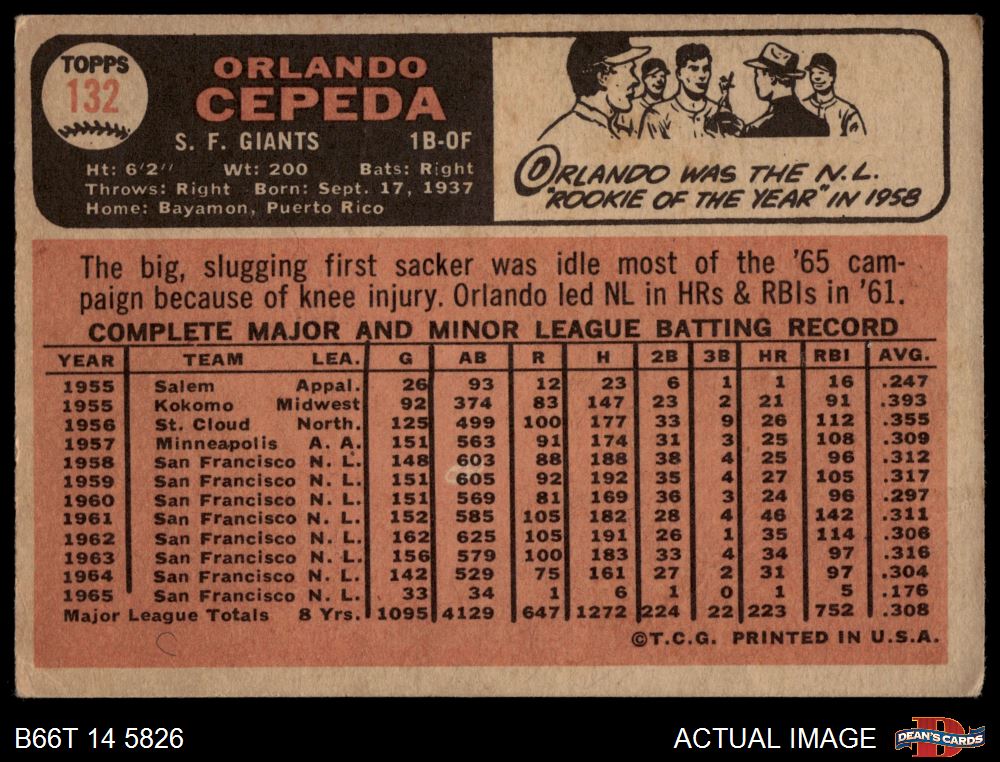 TOPPS
132
ORLANDO
CEPEDA
S. F. GIANTS 1B-OF
Ht: 6'2" Wt: 200 Bats: Right
Throws: Right Born: Sept. 17, 1937
Home: Bayamon, Puerto Rico
ORLANDO WAS THE N.L.
"ROOKIE OF THE YEAR" IN 1958
The big, slugging first sacker was idle most of the '65 cam-
paign because of knee injury. Orlando led NL in HRs & RBIs in '61.
COMPLETE MAJOR AND MINOR LEAGUE BATTING RECORD
YEAR TEAM LEA. G AB R H 2B 3B HR RBI AVG.
1955 Salem Appal. 26 93 12 23 6 1 1 16 .247
1955 Kokomo Midwest 92 374 83 147 23 2 21 91 .393
1956 St. Cloud North. 125 499 100 177 33 9 26 112 .355
1957 Minneapolis A. A. 151 563 91 174 31 3 25 108 .309
1958 San Francisco N. L. 148 603 88 188 38 4 25 96 .312
1959 San Francisco N. L. 151 605 92 192 35 4 27 105 .317
1960 San Francisco N. L. 151 569 81 169 36 3 24 96 .297
1961 San Francisco N. L. 152 585 105 182 28 4 46 142 .311
1962 San Francisco N. L. 162 625 105 191 26 1 35 114 .306
1963 San Francisco N. L. 156 579 100 183 33 4 34 97 .316
1964 San Francisco N. L. 142 529 75 161 27 2 31 97 .304
1965 San Francisco N. L. 33 34 1 6 1 0 1 5 .176
Major League Totals 8 Yrs. 1095 4129 647 1272 224 22 223 752 .308
©T.C.G. PRINTED IN U.S.A.
B66T 14 5826 ACTUAL IMAGE D DEAN'S CARDS